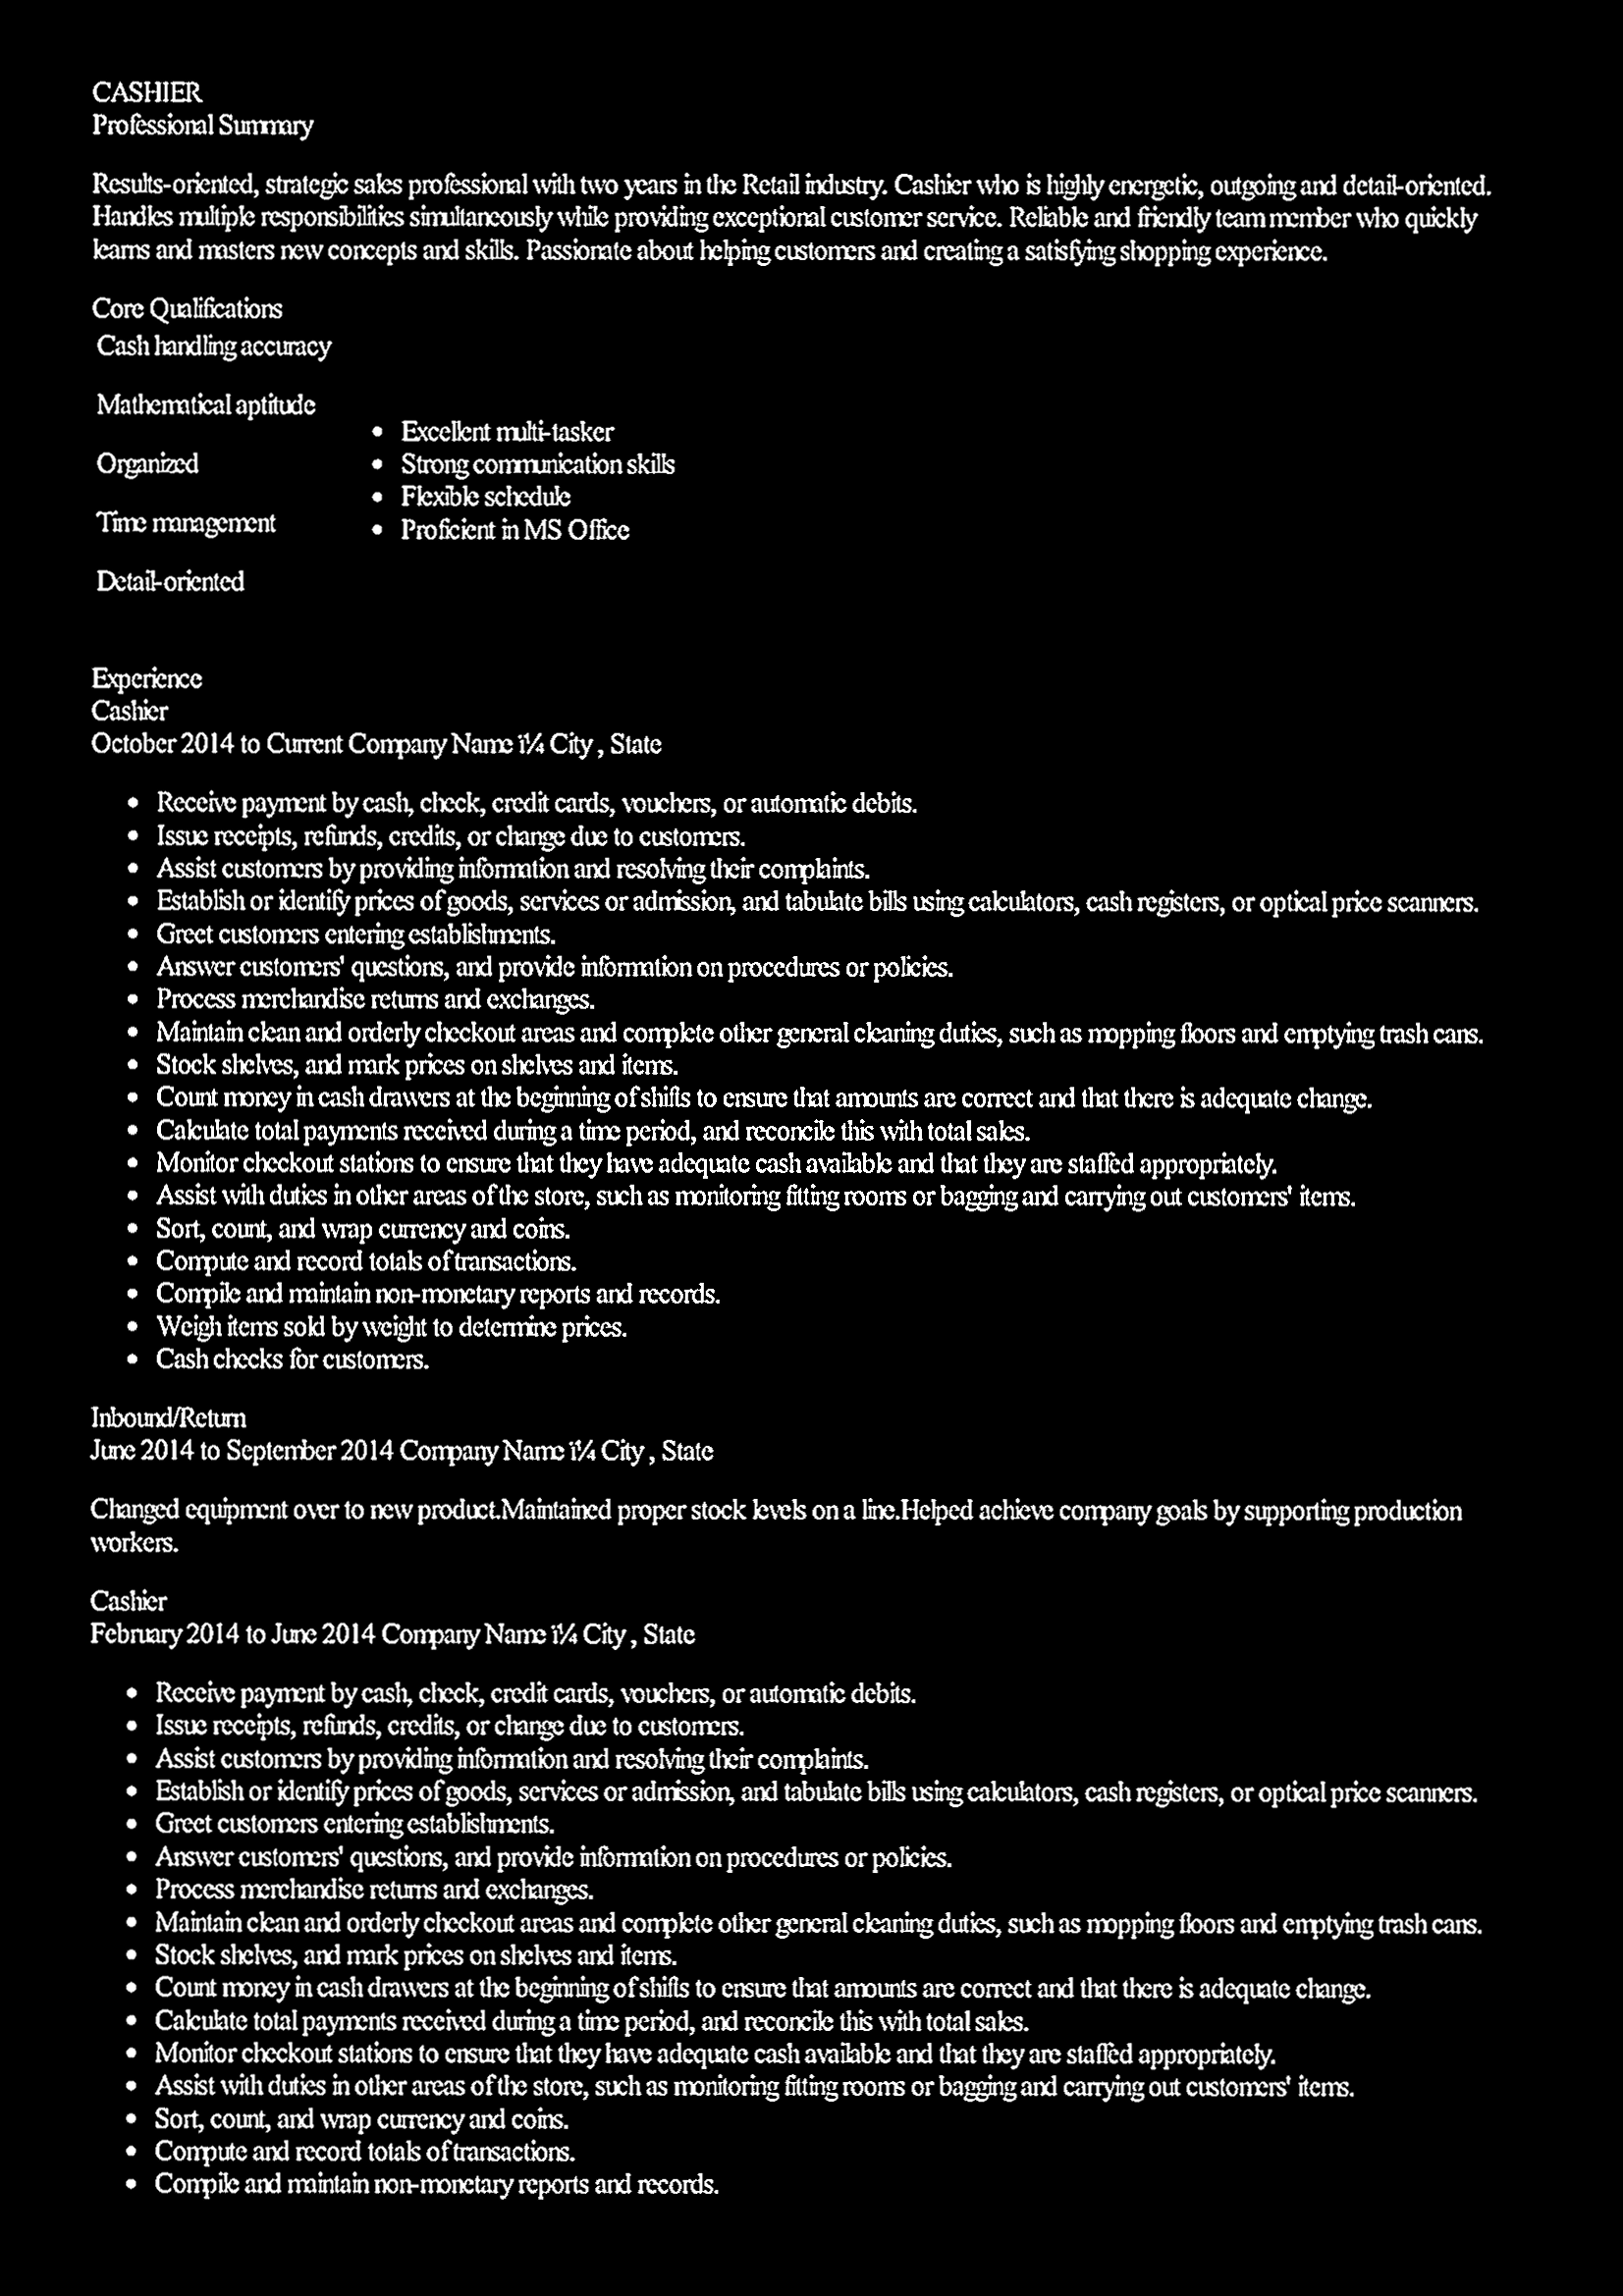 CASHIER
Professional Summary
Results-oriented, strategic sales professional with two years in the Retail industry. Cashier who is highly energetic, outgoing and detail-oriented.
Handles multiple responsibilities simultaneously while providing exceptional customer service. Reliable and friendly team member who quickly
learns and masters new concepts and skills. Passionate about helping customers and creating a satisfying shopping experience.
Core Qualifications
Cash handling accuracy
Mathematical aptitude
Organized
Time management
Detail-oriented
• Excellent multi-tasker
• Strong communication skills
• Flexible schedule
• Proficient in MS Office
Experience
Cashier
October 2014 to Current Company Name ï¼ City , State
• Receive payment by cash, check, credit cards, vouchers, or automatic debits.
• Issue receipts, refunds, credits, or change due to customers.
• Assist customers by providing information and resolving their complaints.
• Establish or identify prices of goods, services or admission, and tabulate bills using calculators, cash registers, or optical price scanners.
• Greet customers entering establishments.
• Answer customers' questions, and provide information on procedures or policies.
• Process merchandise returns and exchanges.
• Maintain clean and orderly checkout areas and complete other general cleaning duties, such as mopping floors and emptying trash cans.
• Stock shelves, and mark prices on shelves and items.
• Count money in cash drawers at the beginning of shifts to ensure that amounts are correct and that there is adequate change.
• Calculate total payments received during a time period, and reconcile this with total sales.
• Monitor checkout stations to ensure that they have adequate cash available and that they are staffed appropriately.
• Assist with duties in other areas of the store, such as monitoring fitting rooms or bagging and carrying out customers' items.
• Sort, count, and wrap currency and coins.
• Compute and record totals of transactions.
• Compile and maintain non-monetary reports and records.
• Weigh items sold by weight to determine prices.
• Cash checks for customers.
Inbound/Return
June 2014 to September 2014 Company Name ï¼ City , State
Changed equipment over to new product.Maintained proper stock levels on a line.Helped achieve company goals by supporting production
workers.
Cashier
February 2014 to June 2014 Company Name ï¼ City , State
• Receive payment by cash, check, credit cards, vouchers, or automatic debits.
• Issue receipts, refunds, credits, or change due to customers.
• Assist customers by providing information and resolving their complaints.
• Establish or identify prices of goods, services or admission, and tabulate bills using calculators, cash registers, or optical price scanners.
• Greet customers entering establishments.
• Answer customers' questions, and provide information on procedures or policies.
• Process merchandise returns and exchanges.
• Maintain clean and orderly checkout areas and complete other general cleaning duties, such as mopping floors and emptying trash cans.
• Stock shelves, and mark prices on shelves and items.
• Count money in cash drawers at the beginning of shifts to ensure that amounts are correct and that there is adequate change.
• Calculate total payments received during a time period, and reconcile this with total sales.
• Monitor checkout stations to ensure that they have adequate cash available and that they are staffed appropriately.
• Assist with duties in other areas of the store, such as monitoring fitting rooms or bagging and carrying out customers' items.
• Sort, count, and wrap currency and coins.
• Compute and record totals of transactions.
• Compile and maintain non-monetary reports and records.